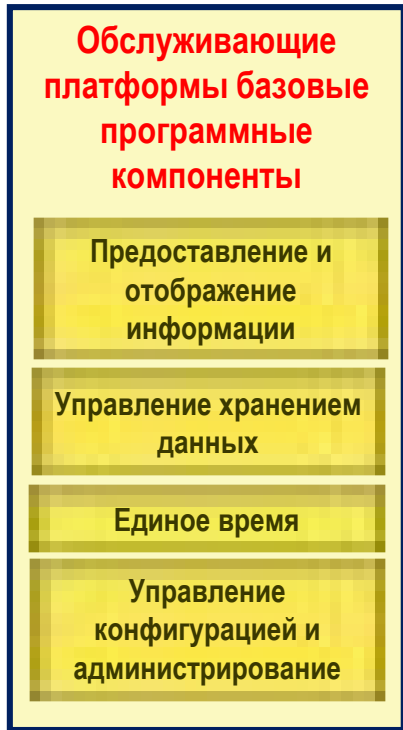 Обслуживающие
платформы базовые
программные
компоненты
Предоставление и
отображение
информации
Управление хранением
данных
Единое время
Управление
конфигурацией и
администрирование